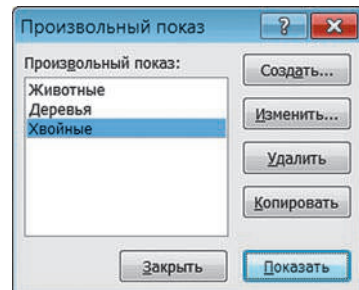 Произвольный показ
Произвольный показ:
Животные
Деревья
Хвойные
Создать...
Изменить...
Удалить
Копировать
Закрыть
Показать